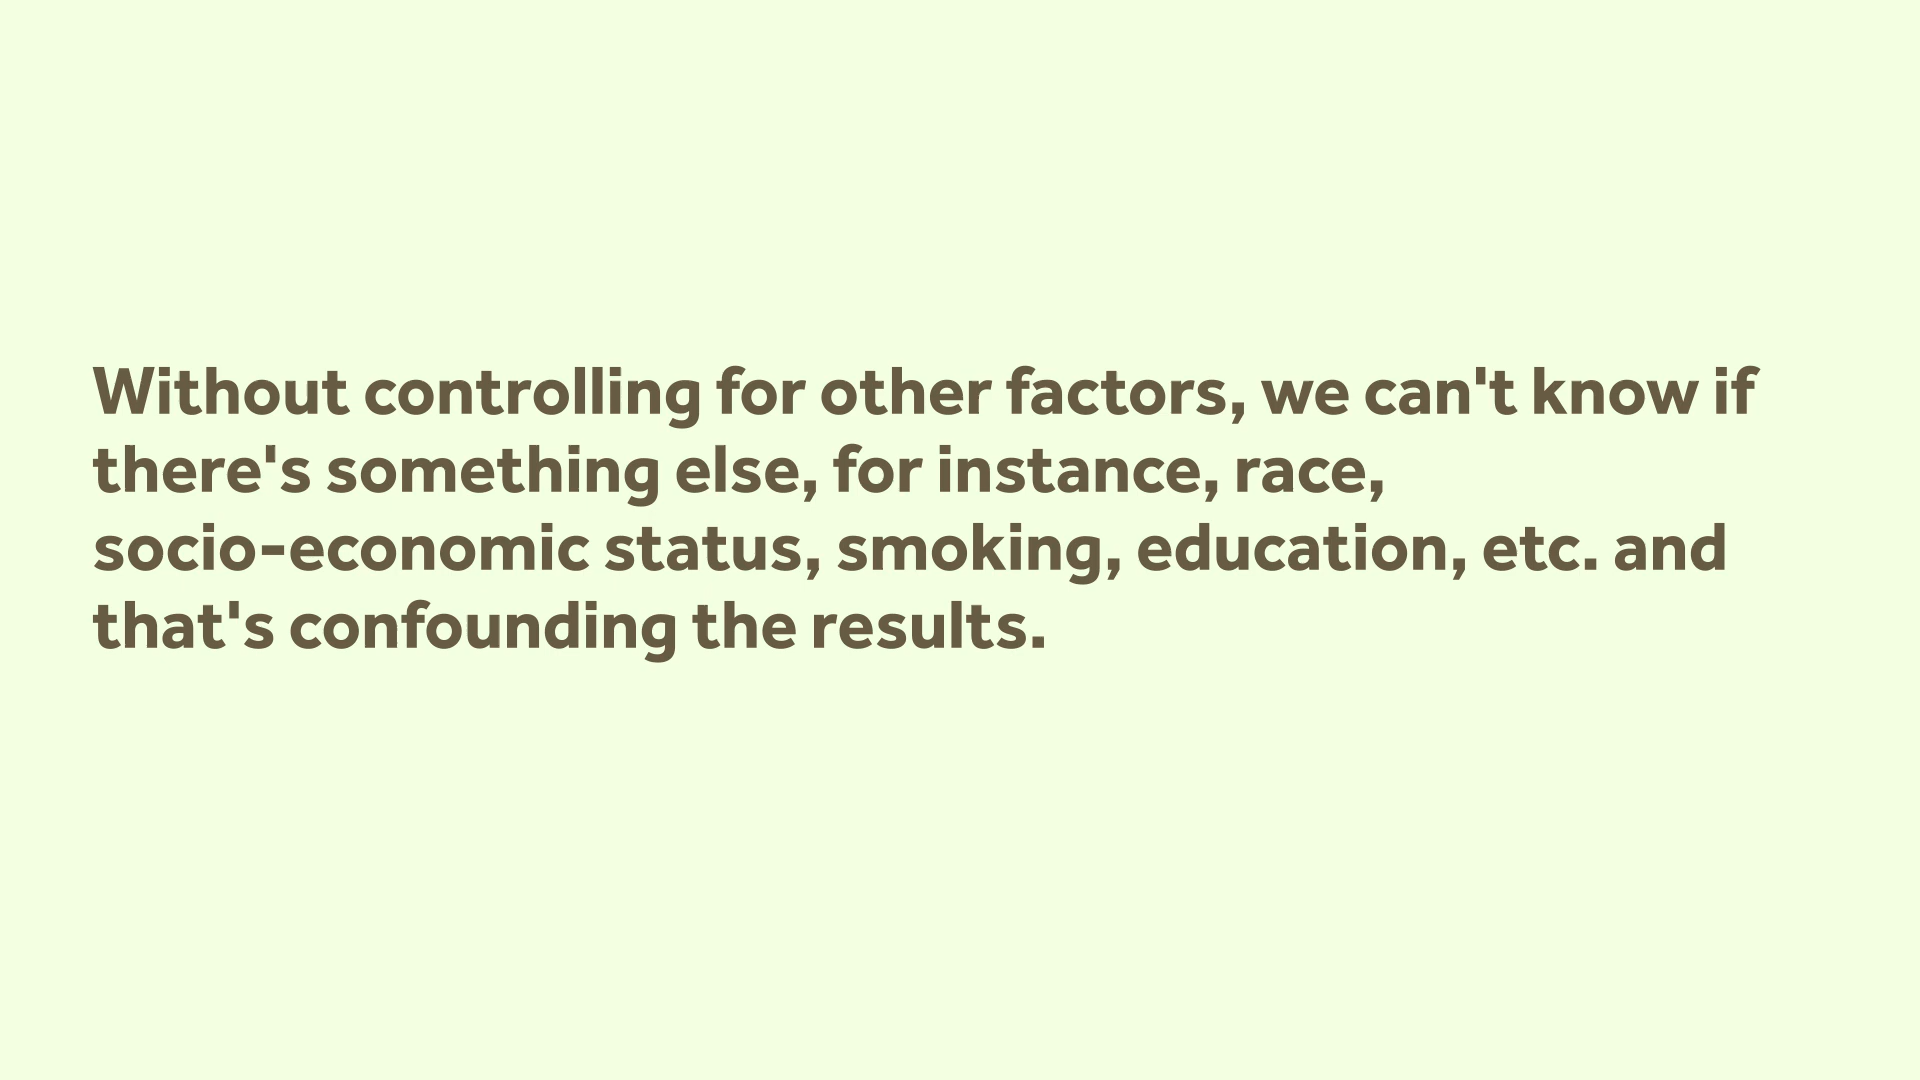 Without controlling for other factors, we can't know if
there's something else, for instance, race,
socio-economic status, smoking, education, etc. and
that's confounding the results.